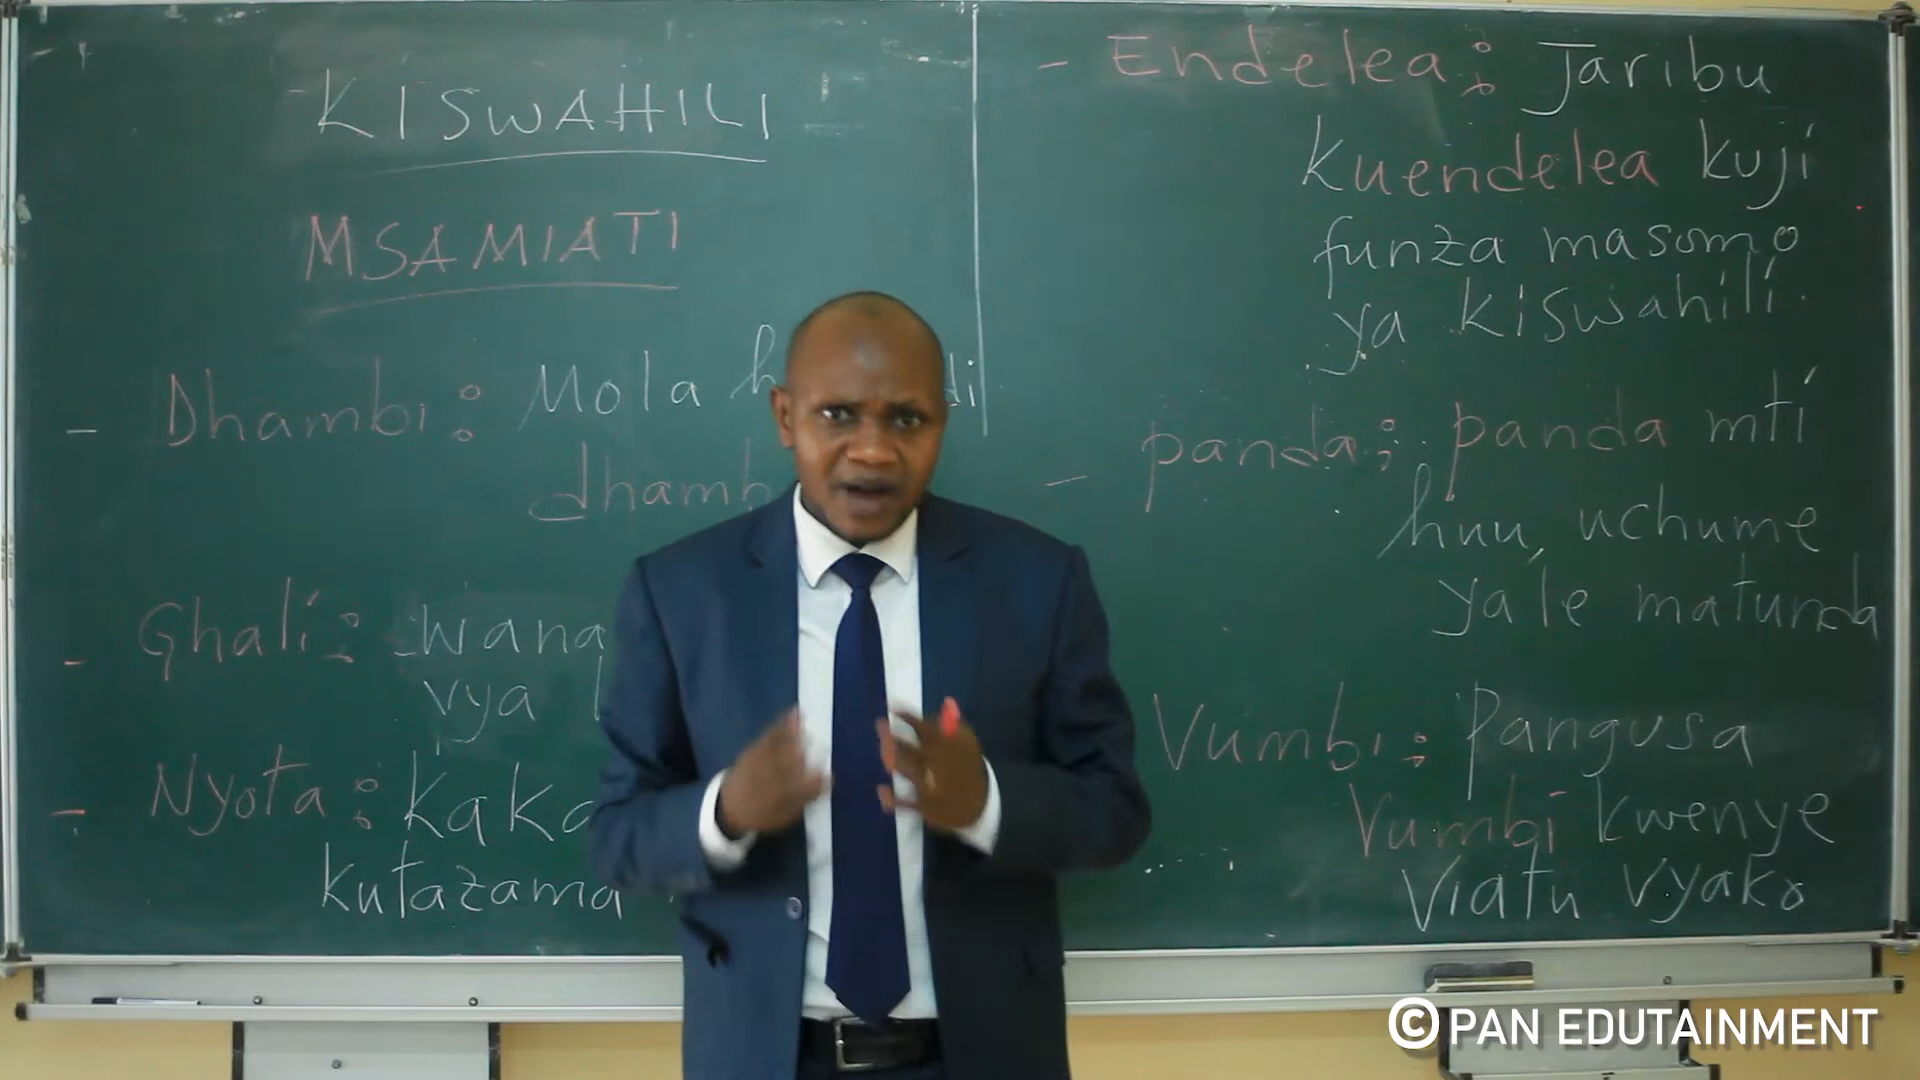 KISWAHILI
MSAMIATI
- Dhambi: Mola
- Ghali:
vya
- Nyota: kaka
kutazama
- Endelea: Jaribu
kuendelea kuji
funza masomo
ya kiswahili.
- panda: panda mti
huu, uchume
yale matunda
Vumbi: Pangusa
Vumbi kwenye
Viatu vyako
© PAN EDUTAINMENT